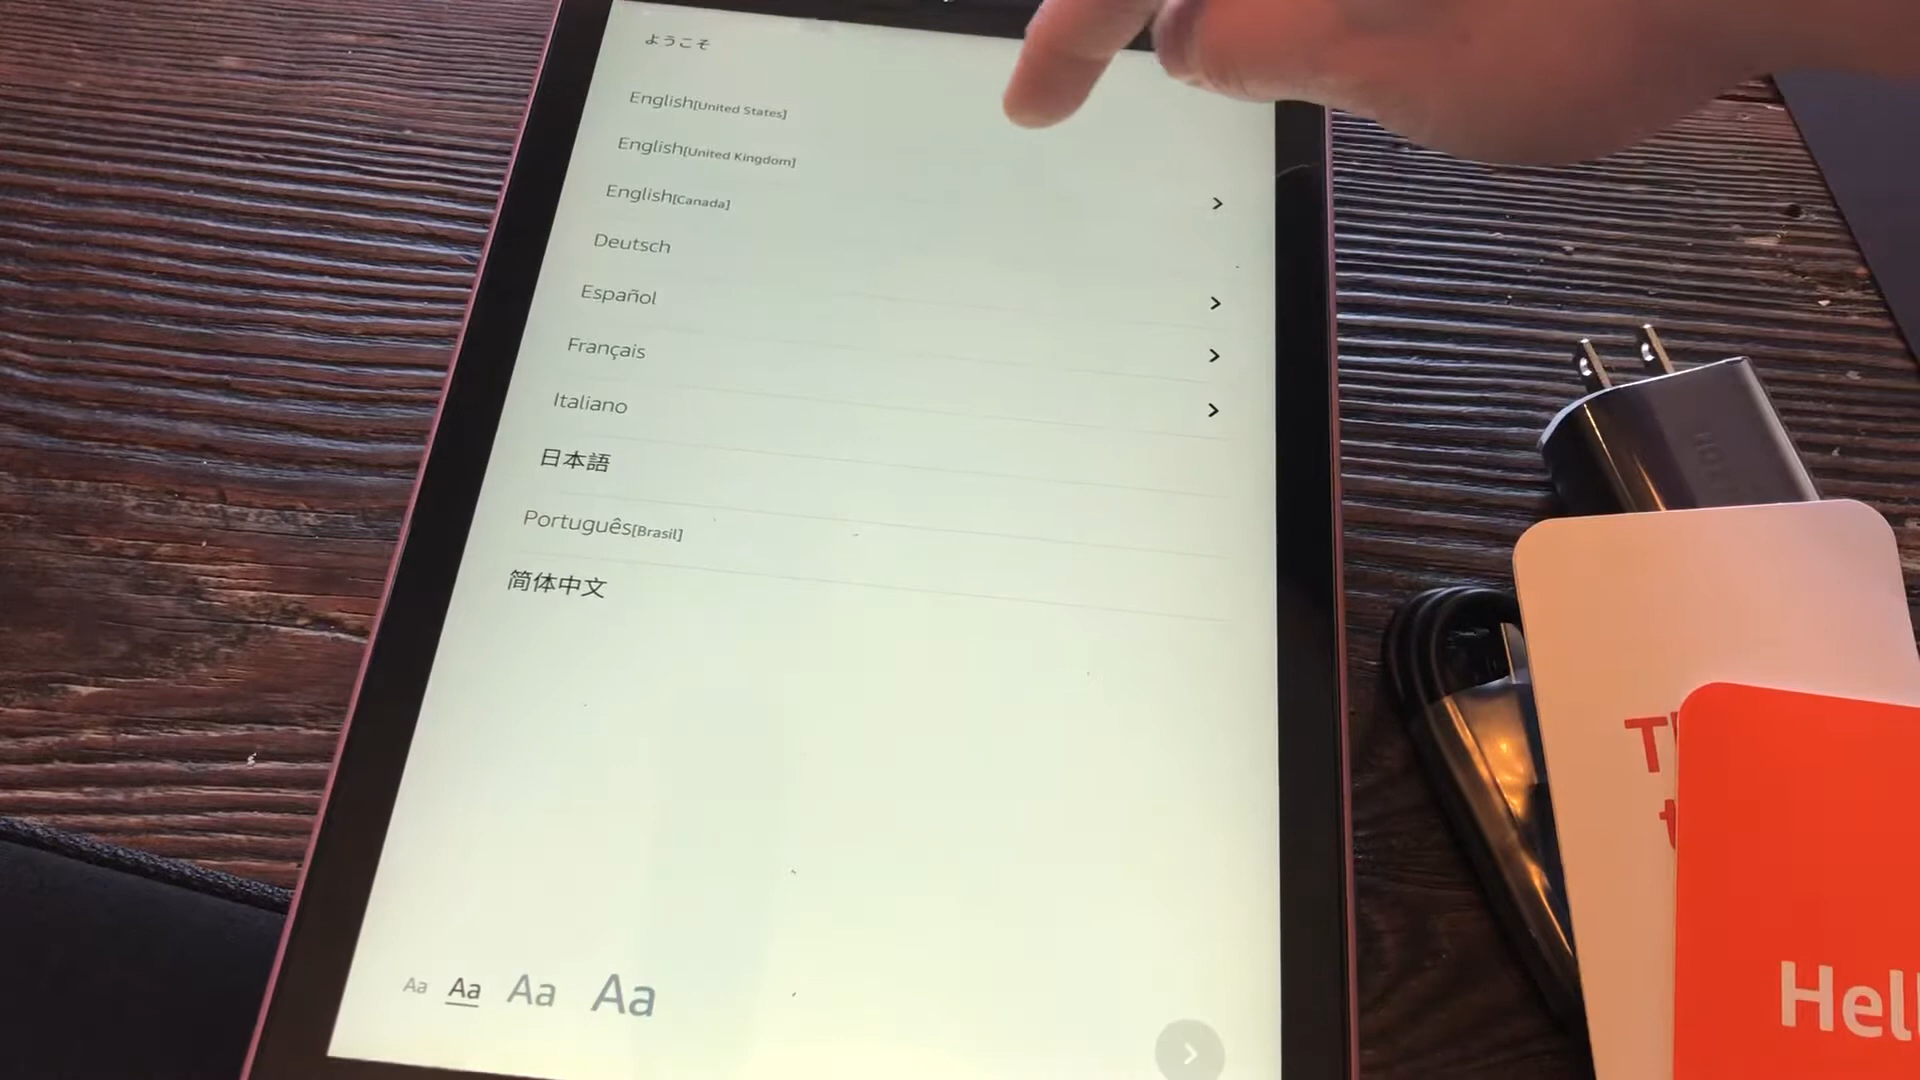 ようこそ
English[United States]
English[United Kingdom]
English[Canada]
Deutsch
Español
Français
Italiano
日本語
Português[Brasil]
简体中文
Aa Aa Aa Aa